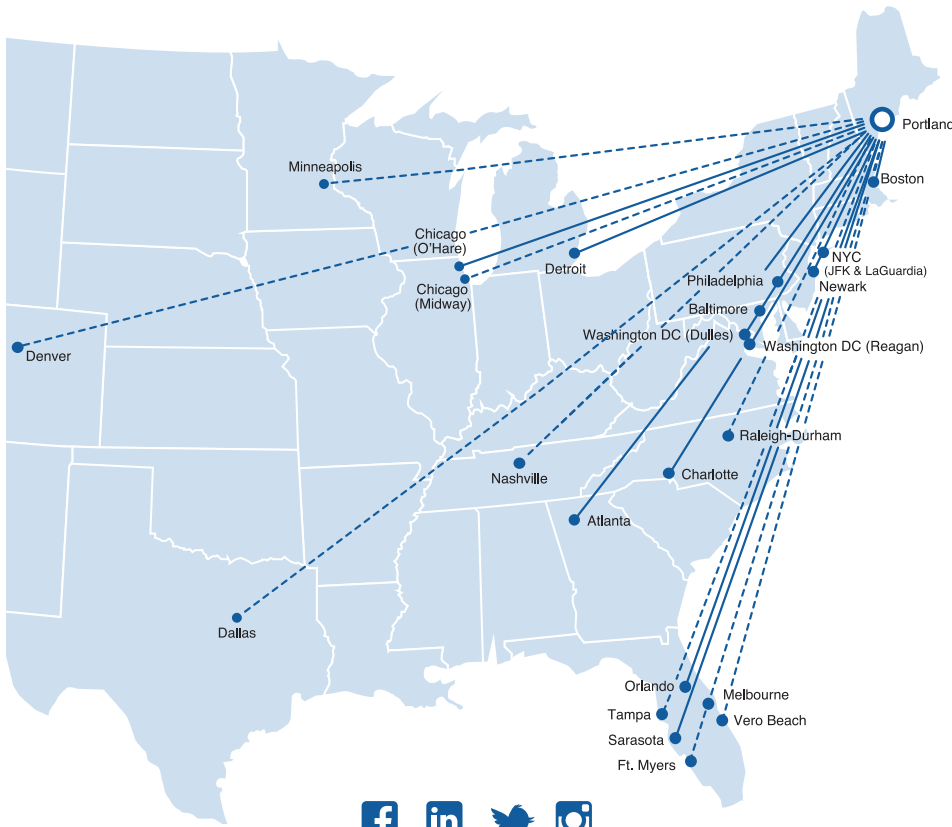 Portland
Minneapolis
Boston
Chicago
(O'Hare)
Detroit
NYC
(JFK & LaGuardia)
Newark
Chicago
(Midway)
Philadelphia
Baltimore
Washington DC (Dulles)
Washington DC (Reagan)
Denver
Raleigh-Durham
Nashville
Charlotte
Atlanta
Dallas
Orlando
Melbourne
Tampa
Vero Beach
Sarasota
Ft. Myers
f
in